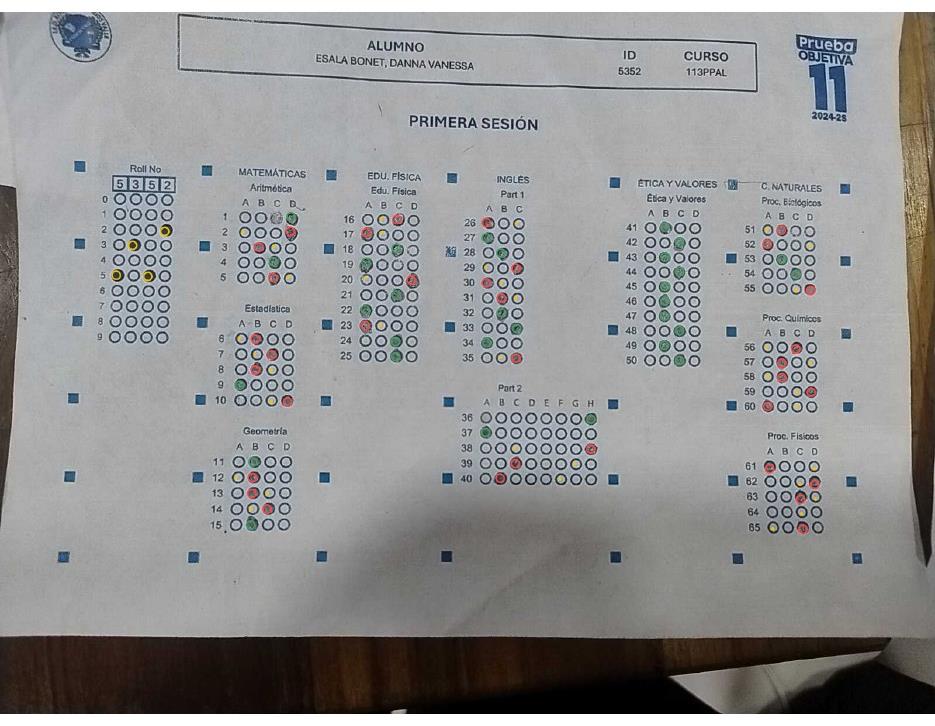 ALUMNO
ESALA BONET, DANNA VANESSA
ID
5352
CURSO
113PPAL
Prueba
OBJETIVA
11
2024-2S
PRIMERA SESIÓN
Roll No
5 3 5 2
0
1
2
3
4
5
6
7
8
9
MATEMÁTICAS
Aritmética
A B C D
1
2
3
4
5
Estadística
A B C D
6
7
8
9
10
Geometría
A B C D
11
12
13
14
15
EDU. FÍSICA
Edu. Física
A B C D
16
17
18
19
20
21
22
23
24
25
INGLÉS
Part 1
A B C
26
27
28
29
30
31
32
33
34
35
Part 2
A B C D E F G H
36
37
38
39
40
ÉTICA Y VALORES
Ética y Valores
A B C D
41
42
43
44
45
46
47
48
49
50
C. NATURALES
Proc. Biológicos
A B C D
51
52
53
54
55
Proc. Químicos
A B C D
56
57
58
59
60
Proc. Físicos
A B C D
61
62
63
64
65